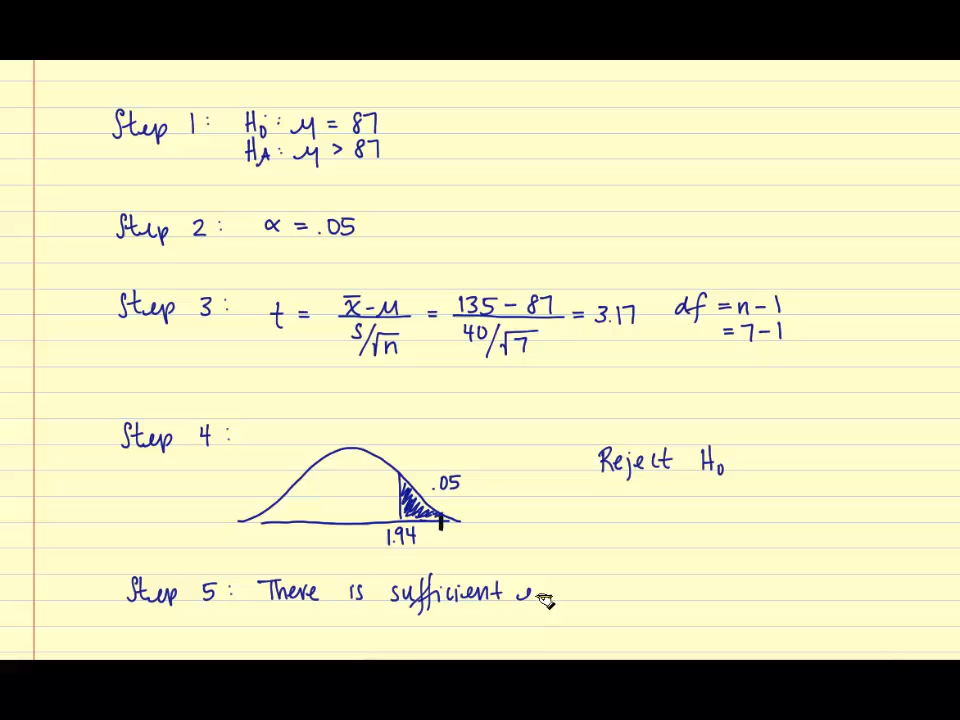 Step 1: H0: μ = 87
HA: μ > 87
Step 2: α = .05
Step 3: t = x̄-μ / s/√n = 135-87 / 40/√7 = 3.17 df = n-1
= 7-1
Step 4:
Reject H0
.05
1.94
Step 5: There is sufficient e